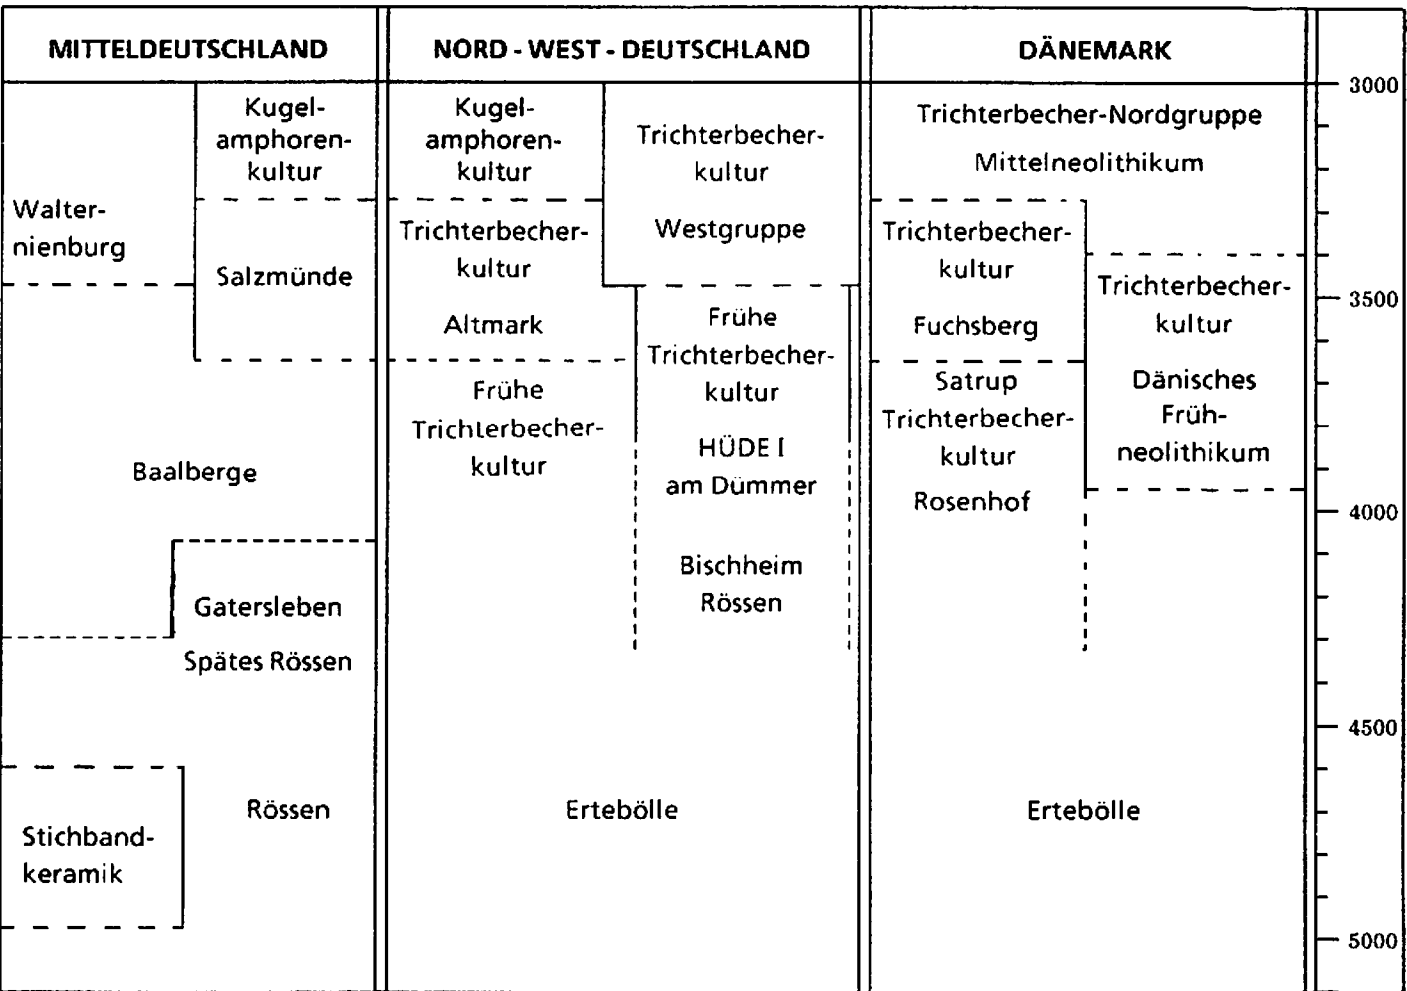 MITTELDEUTSCHLAND
NORD - WEST - DEUTSCHLAND
DÄNEMARK
Kugel-
amphoren-
kultur
Walter-
nienburg
Salzmünde
Baalberge
Gatersleben
Spätes Rössen
Rössen
Stichband-
keramik
Kugel-
amphoren-
kultur
Trichterbecher-
kultur
Altmark
Frühe
Trichterbecher-
kultur
Trichterbecher-
kultur
Westgruppe
Frühe
Trichterbecher-
kultur
HÜDE I
am Dümmer
Bischheim
Rössen
Ertebölle
Trichterbecher-Nordgruppe
Mittelneolithikum
Trichterbecher-
kultur
Fuchsberg
Satrup
Trichterbecher-
kultur
Rosenhof
Trichterbecher-
kultur
Dänisches
Früh-
neolithikum
Ertebölle
3000
3500
4000
4500
5000